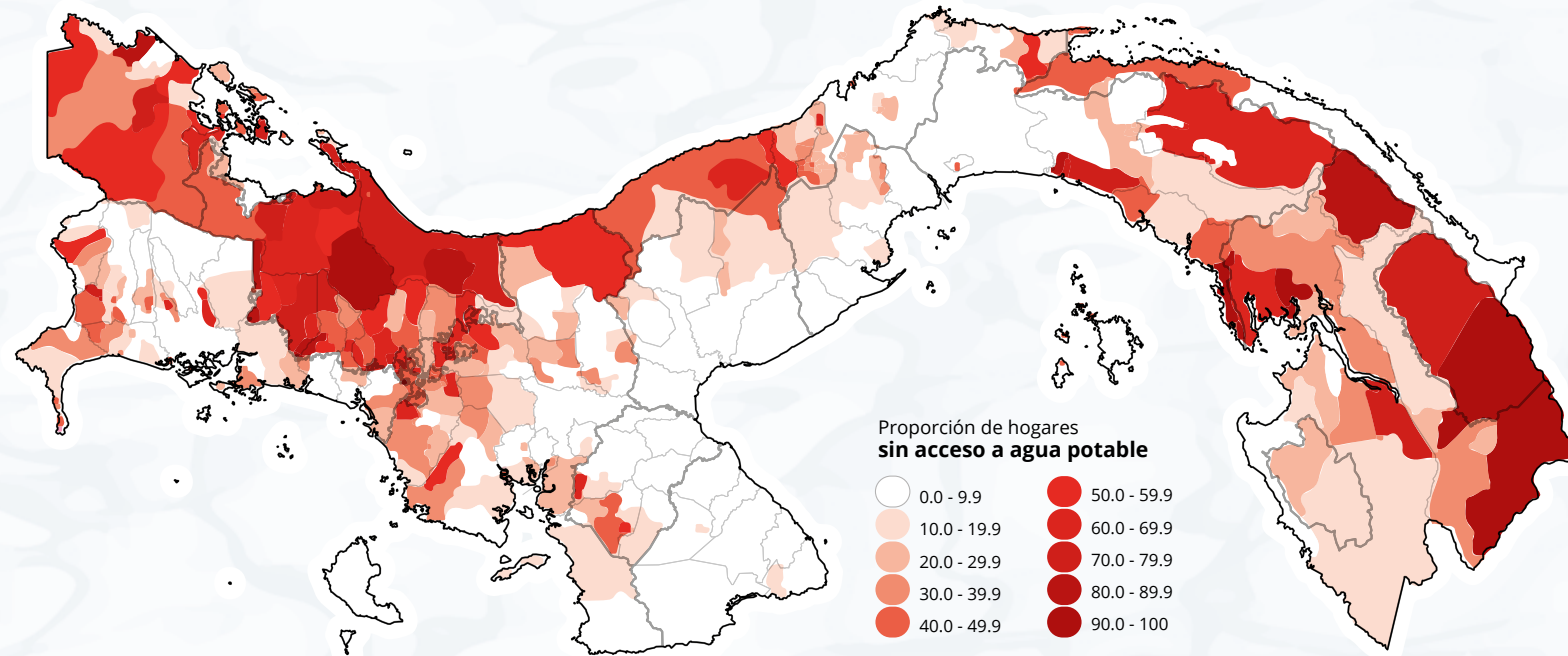 Proporción de hogares
sin acceso a agua potable
0.0 - 9.9
10.0 - 19.9
20.0 - 29.9
30.0 - 39.9
40.0 - 49.9
50.0 - 59.9
60.0 - 69.9
70.0 - 79.9
80.0 - 89.9
90.0 - 100